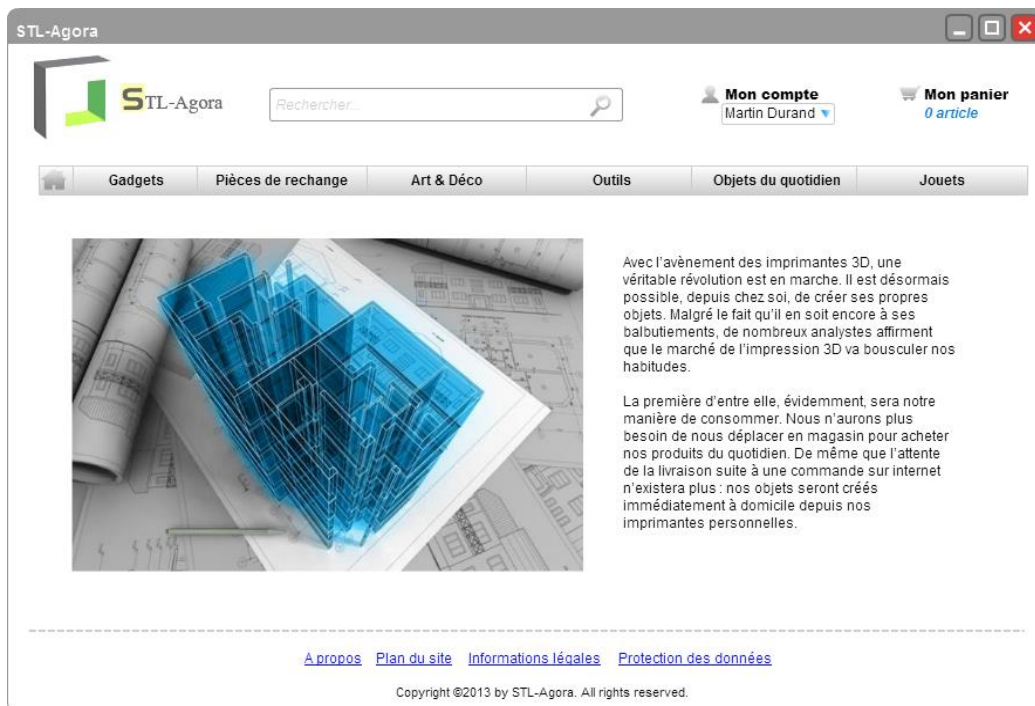 STL-Agora
STL-Agora
Rechercher...
Mon compte
Martin Durand
Mon panier
0 article
Gadgets Pièces de rechange Art & Déco Outils Objets du quotidien Jouets
Avec l'avènement des imprimantes 3D, une
véritable révolution est en marche. Il est désormais
possible, depuis chez soi, de créer ses propres
objets. Malgré le fait qu'il en soit encore à ses
balbutiements, de nombreux analystes affirment
que le marché de l'impression 3D va bousculer nos
habitudes.
La première d'entre elle, évidemment, sera notre
manière de consommer. Nous n'aurons plus
besoin de nous déplacer en magasin pour acheter
nos produits du quotidien. De même que l'attente
de la livraison suite à une commande sur internet
n'existera plus : nos objets seront créés
immédiatement à domicile depuis nos
imprimantes personnelles.
A propos Plan du site Informations légales Protection des données
Copyright ©2013 by STL-Agora. All rights reserved.